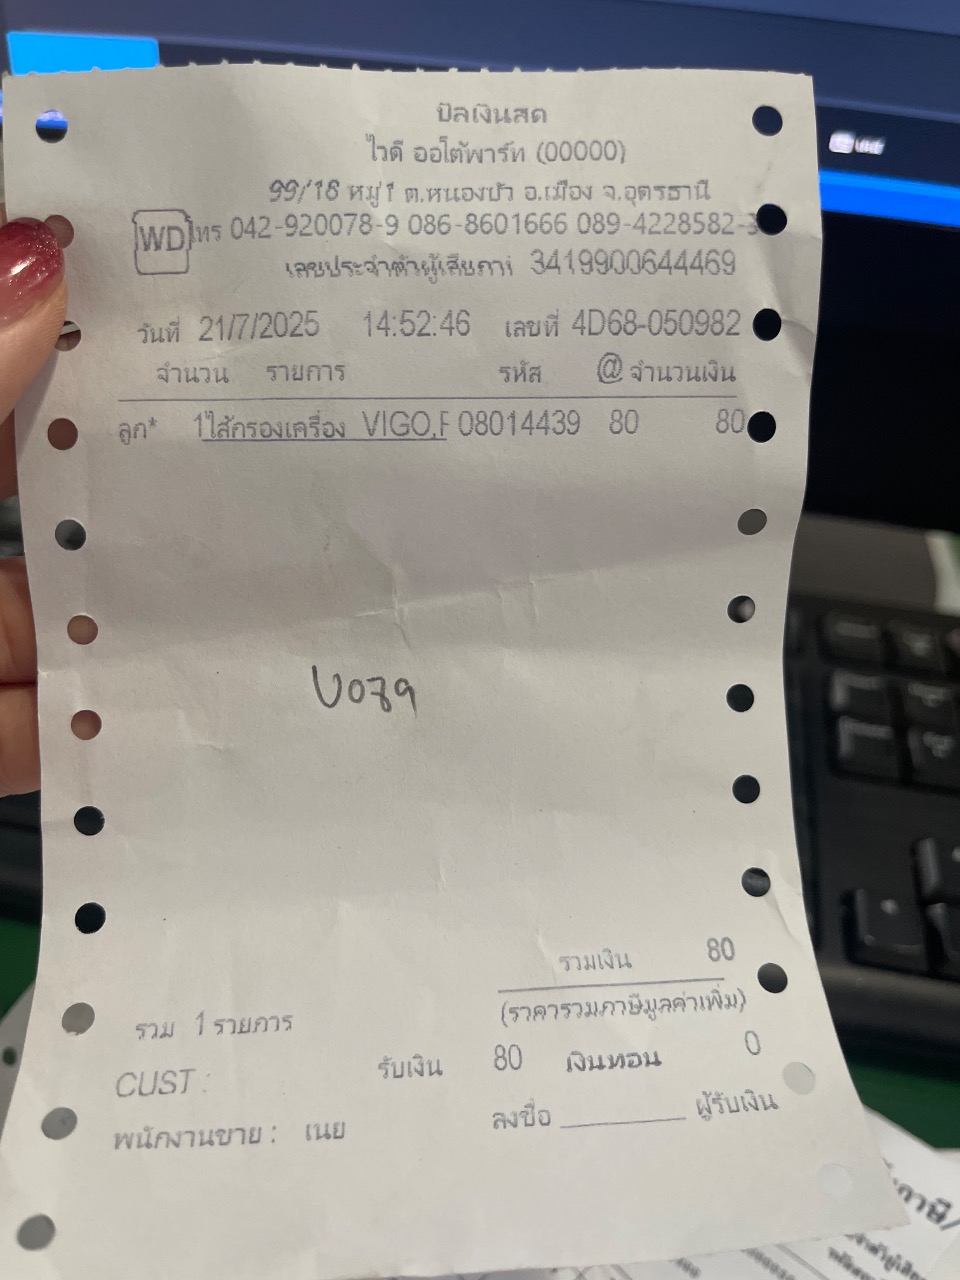 บิลเงินสด
ไวดี ออโต้พาร์ท (00000)
99/18 หมู่ 1 ต.หนองบัว อ.เมือง จ.อุดรธานี
WD
โทร 042-920078-9 086-8601666 089-4228582-3
เลขประจำตัวผู้เสียภาษี 3419900644469
วันที่ 21/7/2025 14:52:46 เลขที่ 4D68-050982
จำนวน รายการ รหัส @ จำนวนเงิน
ลูก* 1 ไส้กรองเครื่อง VIGO,F 08014439 80 80
U079
รวมเงิน 80
(ราคารวมภาษีมูลค่าเพิ่ม)
รวม 1 รายการ
รับเงิน 80 เงินทอน 0
CUST :
ลงชื่อ ________ ผู้รับเงิน
พนักงานขาย : เนย